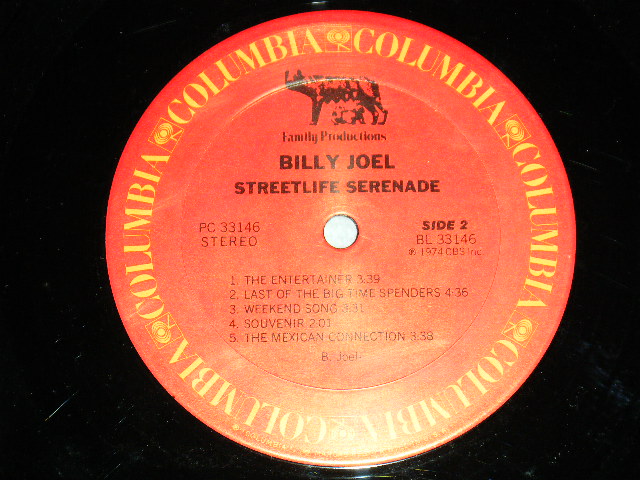 COLUMBIA COLUMBIA COLUMBIA COLUMBIA COLUMBIA COLUMBIA
Family Productions
BILLY JOEL
STREETLIFE SERENADE
PC 33146
STEREO
SIDE 2
BL 33146
℗ 1974 CBS Inc.
1. THE ENTERTAINER 3:39
2. LAST OF THE BIG TIME SPENDERS 4:36
3. WEEKEND SONG 3:31
4. SOUVENIR 2:01
5. THE MEXICAN CONNECTION 3:38
B. Joel